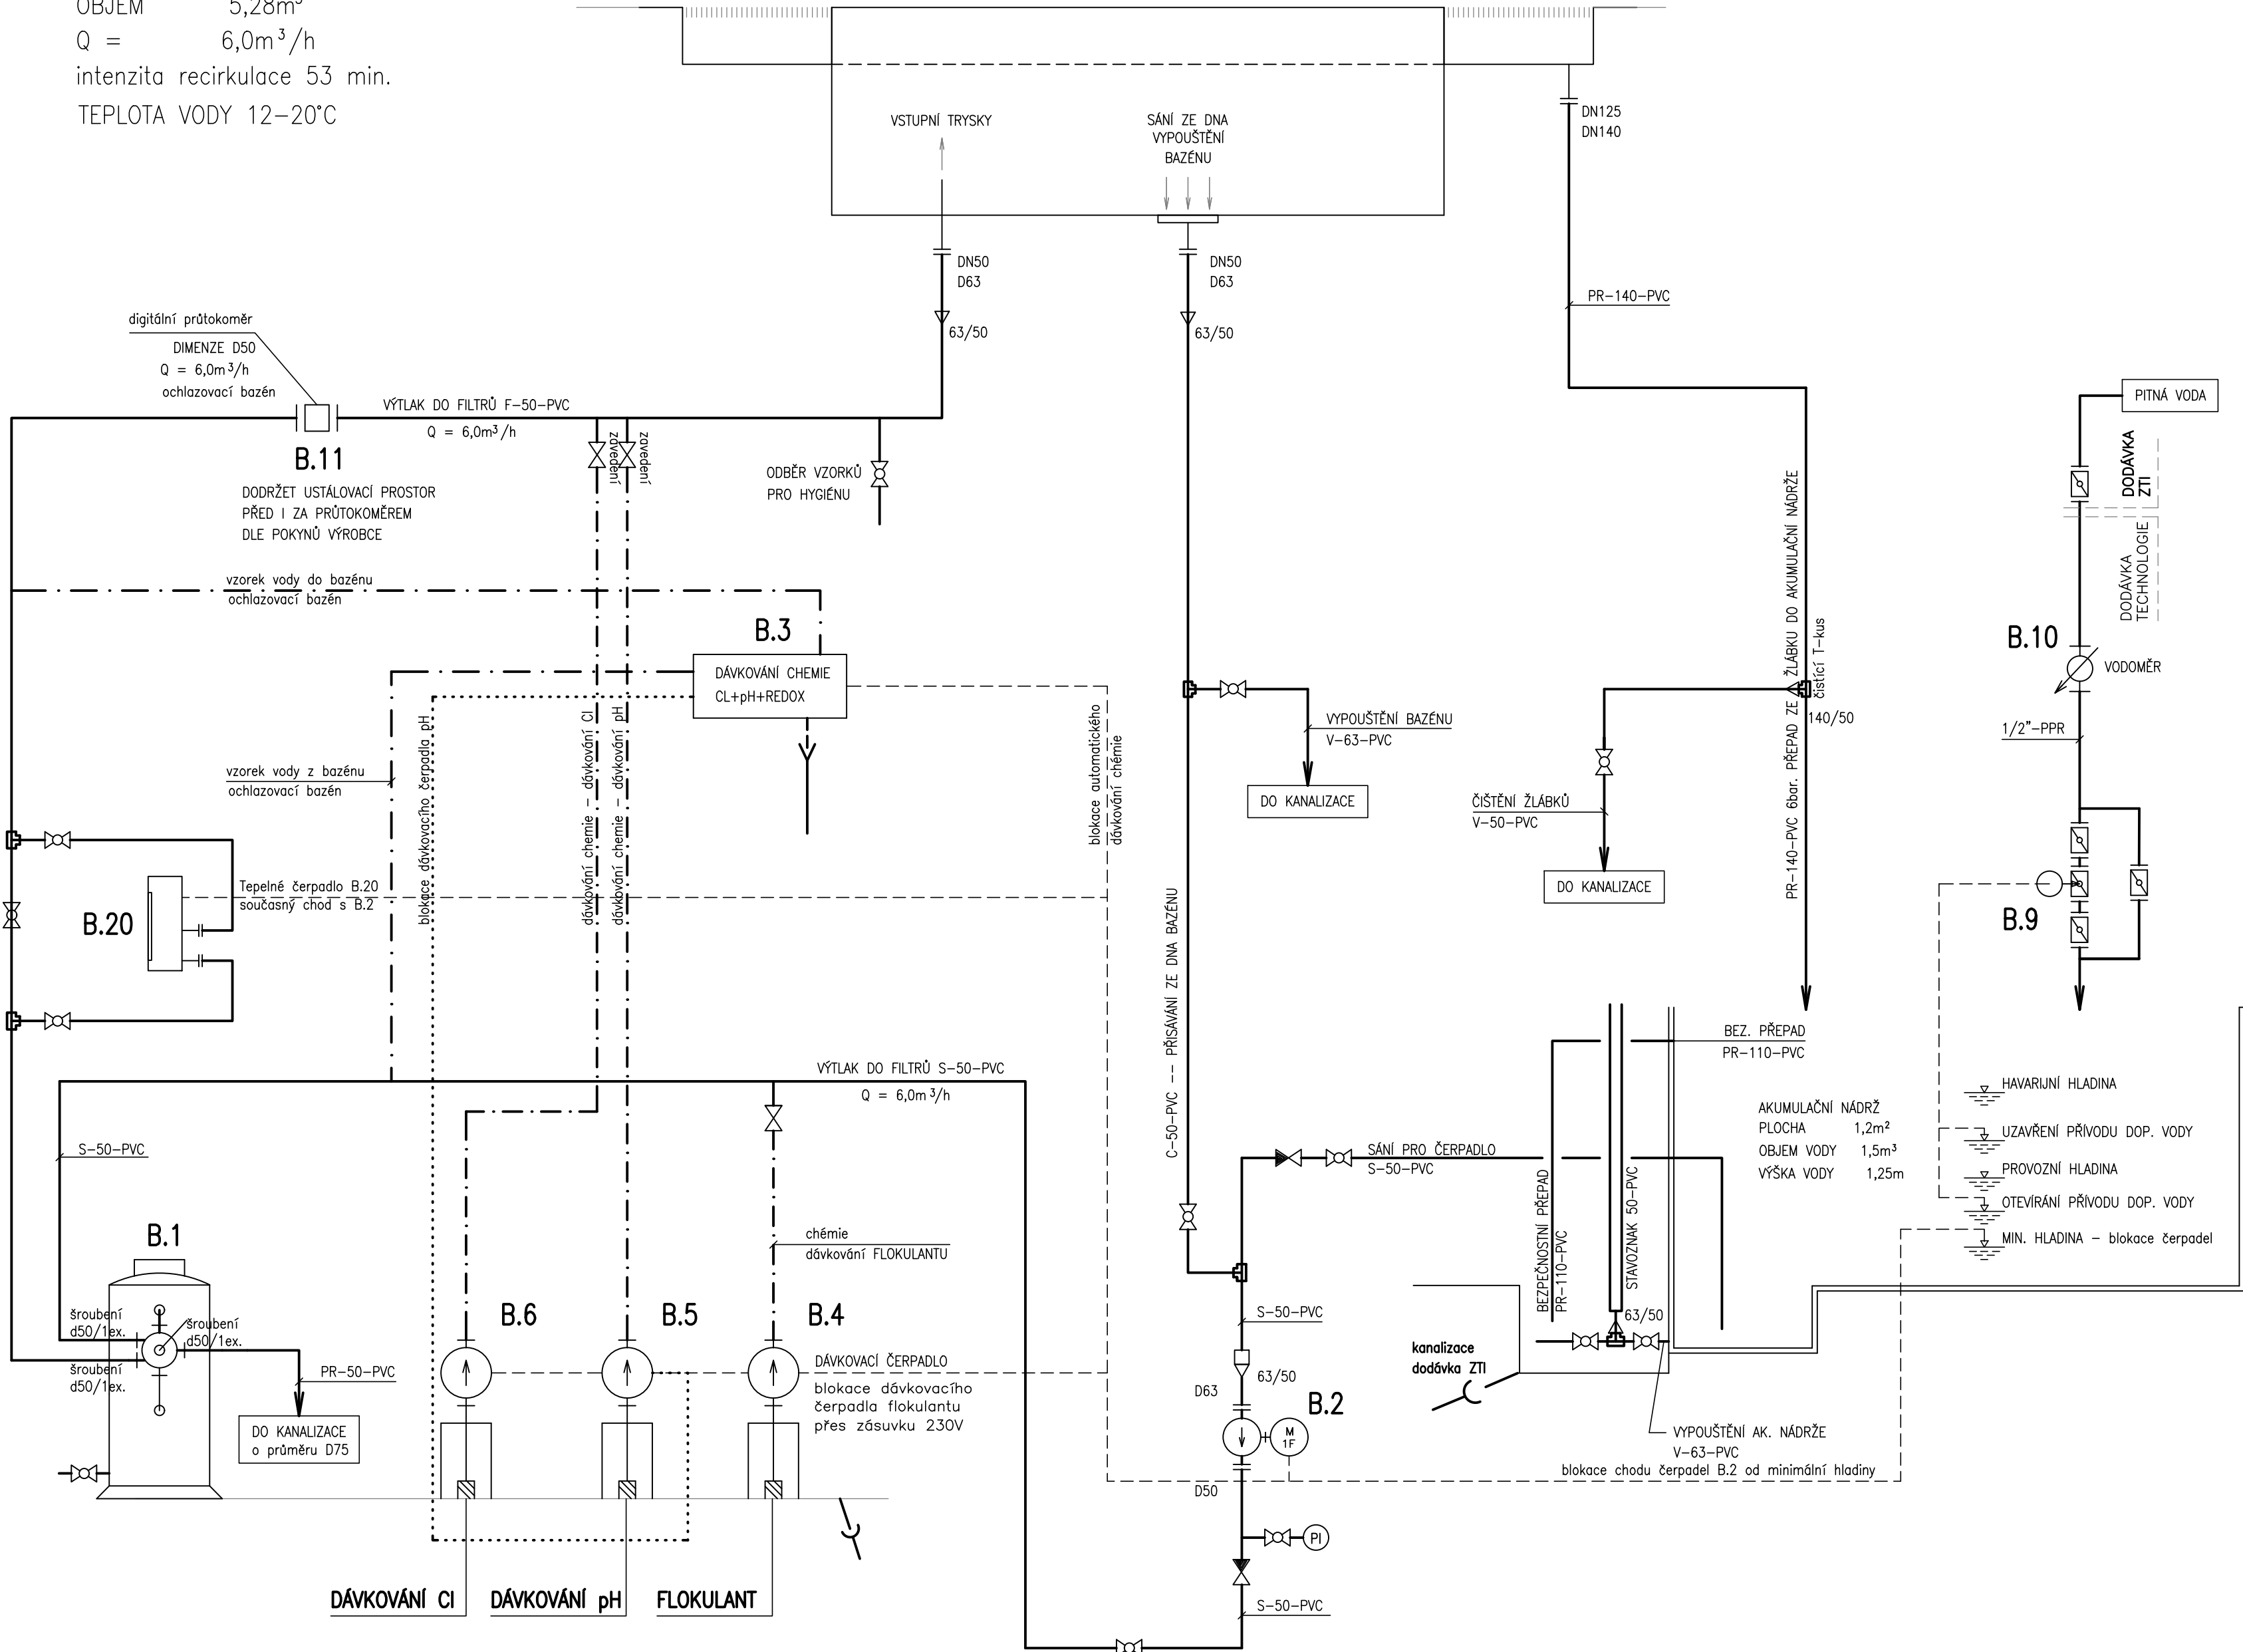 OBJEM 5,28m³
Q = 6,0m³/h
intenzita recirkulace 53 min.
TEPLOTA VODY 12–20°C
VSTUPNÍ TRYSKY
SÁNÍ ZE DNA
VYPOUŠTĚNÍ
BAZÉNU
DN125
DN140
DN50
D63
63/50
DN50
D63
63/50
PR–140–PVC
digitální průtokoměr
DIMENZE D50
Q = 6,0m³/h
ochlazovací bazén
B.11
DODRŽET USTÁLOVACÍ PROSTOR
PŘED I ZA PRŮTOKOMĚREM
DLE POKYNŮ VÝROBCE
VÝTLAK DO FILTRŮ F–50–PVC
Q = 6,0m³/h
zavedení
zavedení
ODBĚR VZORKŮ
PRO HYGIÉNU
PITNÁ VODA
DODÁVKA
ZTI
DODÁVKA
TECHNOLOGIE
B.10
VODOMĚR
1/2"–PPR
B.9
vzorek vody do bazénu
ochlazovací bazén
B.3
DÁVKOVÁNÍ CHEMIE
CL+pH+REDOX
vzorek vody z bazénu
ochlazovací bazén
blokace dávkovacího čerpadla pH
dávkování chemie – dávkování Cl
dávkování chemie – dávkování pH
blokace automatického
dávkování chémie
VYPOUŠTĚNÍ BAZÉNU
V–63–PVC
DO KANALIZACE
ČIŠTĚNÍ ŽLÁBKŮ
V–50–PVC
DO KANALIZACE
PR–140–PVC 6bar. PŘEPAD ZE ŽLÁBKU DO AKUMULAČNÍ NÁDRŽE
čistící T–kus
140/50
Tepelné čerpadlo B.20
současný chod s B.2
B.20
C–50–PVC –– PŘISÁVÁNÍ ZE DNA BAZÉNU
VÝTLAK DO FILTRŮ S–50–PVC
Q = 6,0m³/h
S–50–PVC
BEZ. PŘEPAD
PR–110–PVC
AKUMULAČNÍ NÁDRŽ
PLOCHA 1,2m²
OBJEM VODY 1,5m³
VÝŠKA VODY 1,25m
HAVARIJNÍ HLADINA
UZAVŘENÍ PŘÍVODU DOP. VODY
PROVOZNÍ HLADINA
OTEVÍRÁNÍ PŘÍVODU DOP. VODY
MIN. HLADINA – blokace čerpadel
SÁNÍ PRO ČERPADLO
S–50–PVC
BEZPEČNOSTNÍ PŘEPAD
PR–110–PVC
STAVOZNAK 50–PVC
63/50
B.1
šroubení
d50/1ex.
šroubení
d50/1ex.
šroubení
d50/1ex.
PR–50–PVC
DO KANALIZACE
o průměru D75
chémie
dávkování FLOKULANTU
B.6
B.5
B.4
DÁVKOVACÍ ČERPADLO
blokace dávkovacího
čerpadla flokulantu
přes zásuvku 230V
S–50–PVC
63/50
D63
B.2
M
1F
D50
PI
S–50–PVC
kanalizace
dodávka ZTI
VYPOUŠTĚNÍ AK. NÁDRŽE
V–63–PVC
blokace chodu čerpadel B.2 od minimální hladiny
DÁVKOVÁNÍ Cl
DÁVKOVÁNÍ pH
FLOKULANT